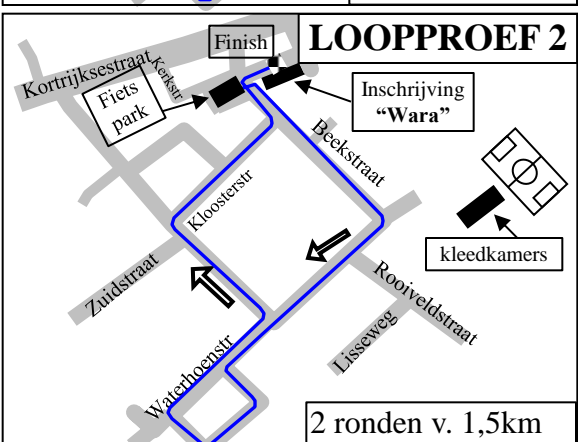 LOOPPROEF 2
Finish
Kortrijksestraat
Kerkstr
Fiets
park
Inschrijving
“Wara”
Beekstraat
Kloosterstr
kleedkamers
Zuidstraat
Rooiveldstraat
Lisseweg
Waterhoenstr
2 ronden v. 1,5km